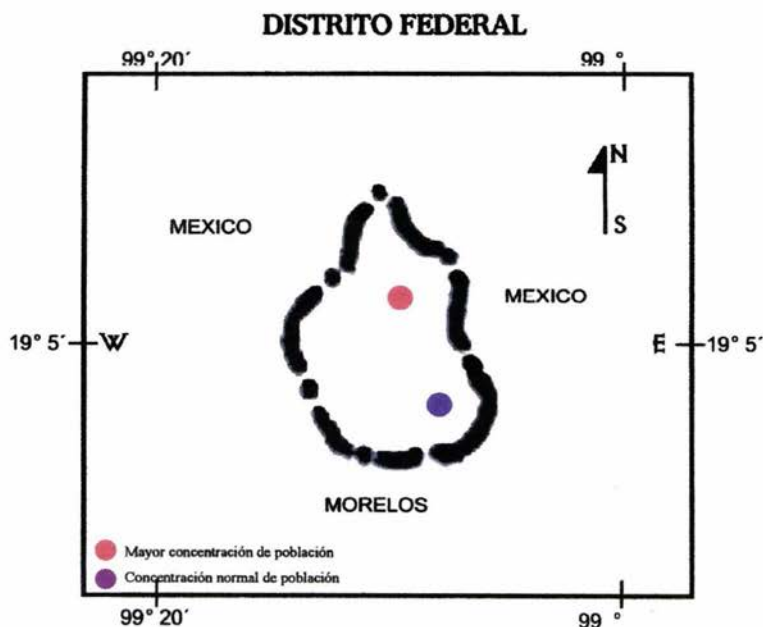 DISTRITO FEDERAL
99° 20´ 99 °
N
S
MEXICO
MEXICO
19° 5´ W E 19° 5´
MORELOS
Mayor concentración de población
Concentración normal de población
99° 20´ 99 °